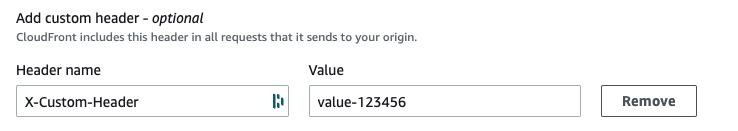 Add custom header - optional
CloudFront includes this header in all requests that it sends to your origin.
Header name Value
X-Custom-Header value-123456 Remove